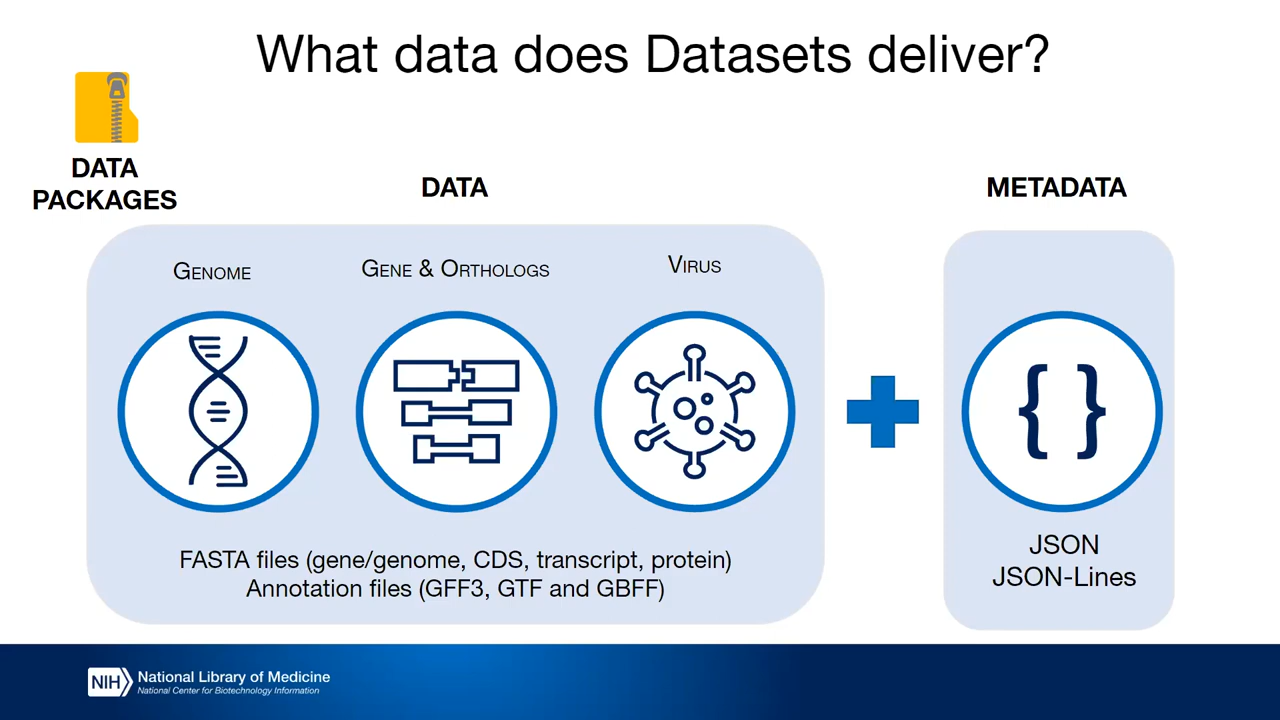 What data does Datasets deliver?
DATA
PACKAGES
DATA
METADATA
GENOME
GENE & ORTHOLOGS
VIRUS
{ }
FASTA files (gene/genome, CDS, transcript, protein)
Annotation files (GFF3, GTF and GBFF)
JSON
JSON-Lines
NIH
National Library of Medicine
National Center for Biotechnology Information